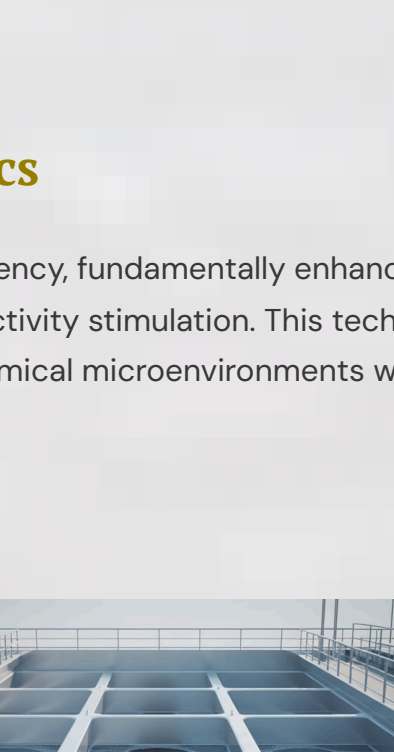 cs
ency, fundamentally enhanc
ctivity stimulation. This tech
mical microenvironments w